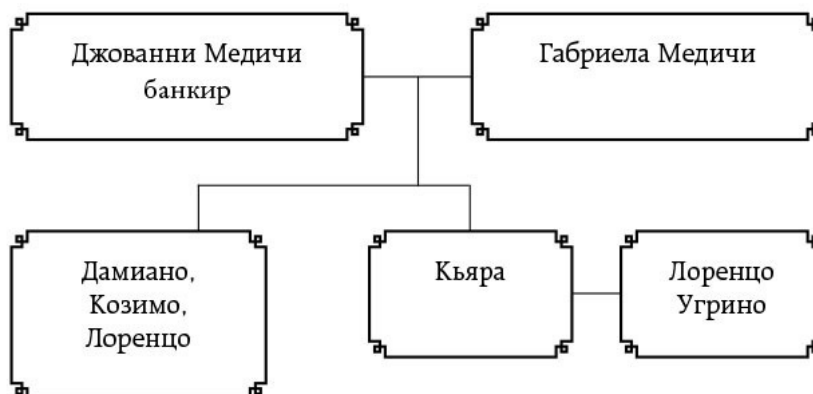 Джованни Медичи
банкир
Габриела Медичи
Дамиано,
Козимо,
Лоренцо
Кьяра
Лоренцо
Угрино